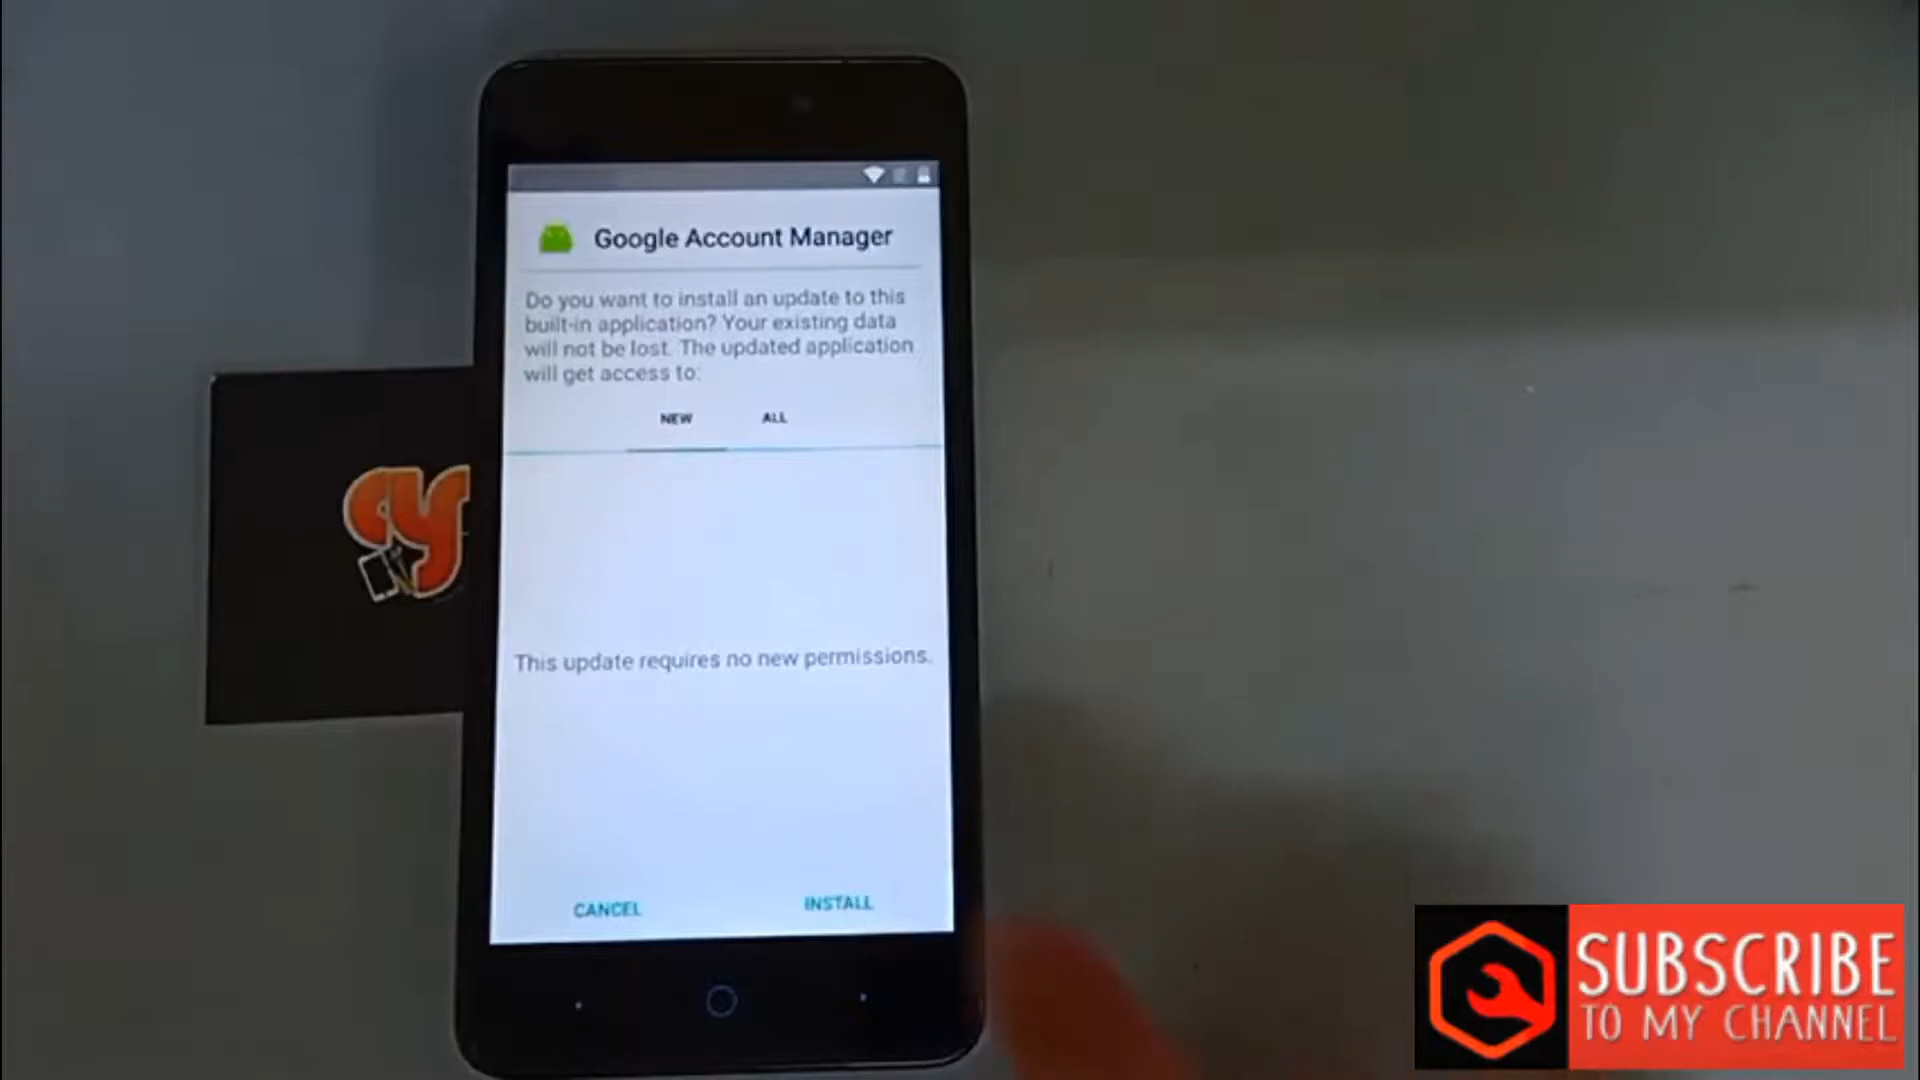 Google Account Manager
Do you want to install an update to this
built-in application? Your existing data
will not be lost. The updated application
will get access to:
NEW ALL
This update requires no new permissions.
CANCEL INSTALL
cy
SUBSCRIBE
TO MY CHANNEL